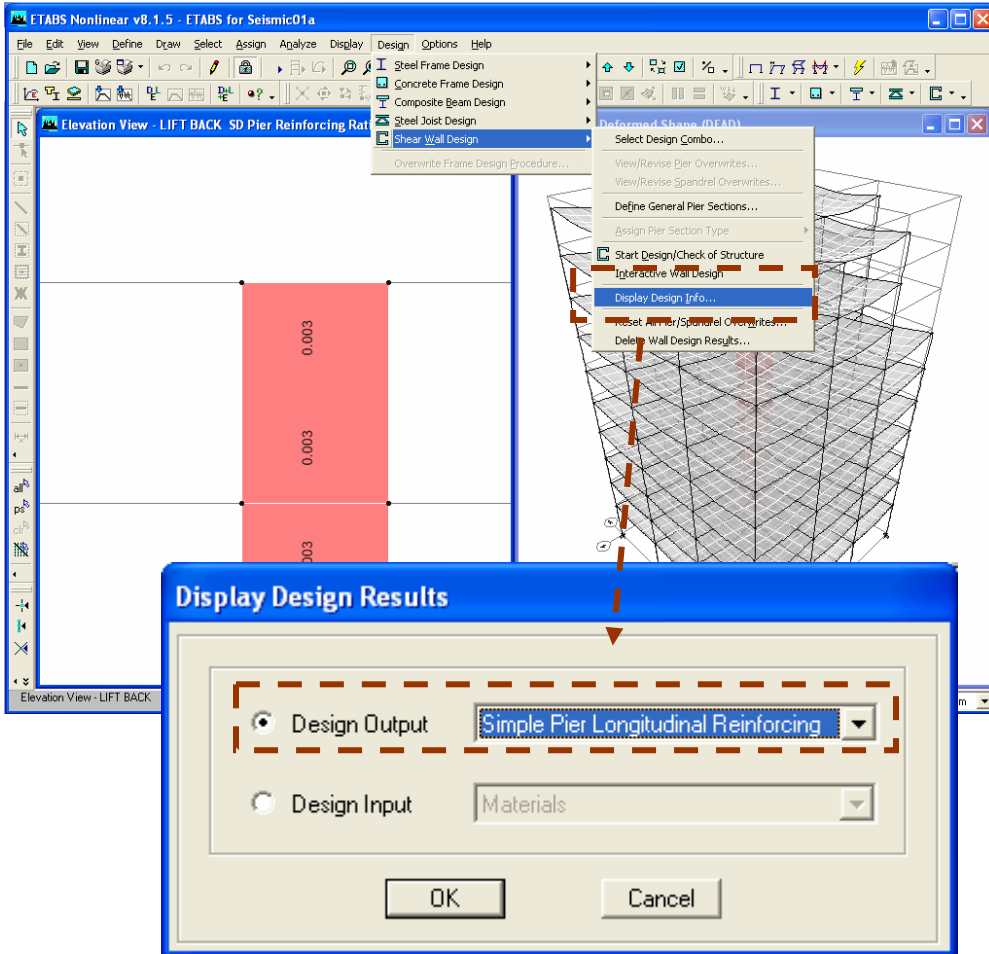 ETABS Nonlinear v8.1.5 - ETABS for Seismic01a
File Edit View Define Draw Select Assign Analyze Display Design Options Help
Steel Frame Design
Concrete Frame Design
Composite Beam Design
Steel Joist Design
Shear Wall Design
Overwrite Frame Design Procedure...
Elevation View - LIFT BACK SD Pier Reinforcing
Deformed Shape (DEAD)
Select Design Combo...
View/Revise Pier Overwrites...
View/Revise Spandrel Overwrites...
Define General Pier Sections...
Assign Pier Section Type
Start Design/Check of Structure
Interactive Wall Design
Display Design Info...
Reset All Pier/Spandrel Overwrites...
Delete Wall Design Results...
0.003
0.003
003
all
ps
clr
Elevation View - LIFT BACK
m
Display Design Results
Design Output
Simple Pier Longitudinal Reinforcing
Design Input
Materials
OK
Cancel